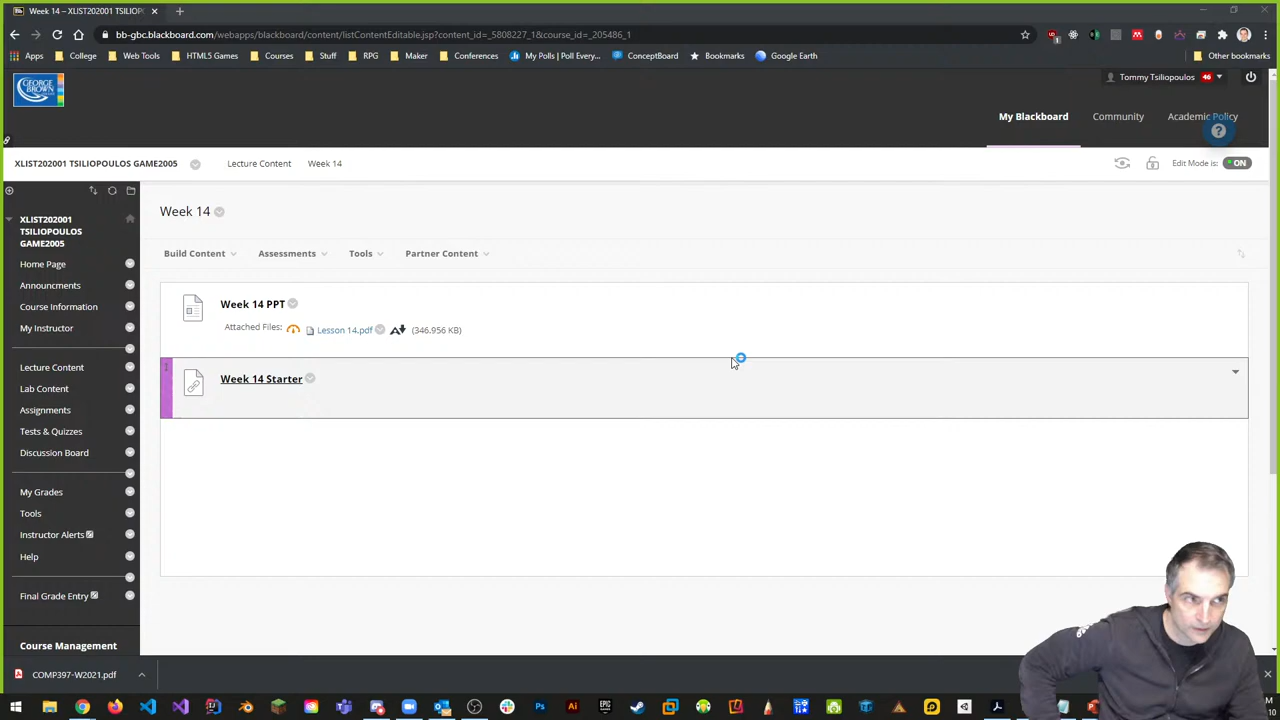 Week 14 – XLIST202001 TSILIOPOUL
bb-gbc.blackboard.com/webapps/blackboard/content/listContentEditable.jsp?content_id=_5808227_1&course_id=_205486_1
Apps College Web Tools HTML5 Games Courses Stuff RPG Maker Conferences My Polls | Poll Every... ConceptBoard Bookmarks Google Earth Other bookmarks
GEORGE BROWN
Tommy Tsiliopoulos 46
My Blackboard Community Academic Policy
XLIST202001 TSILIOPOULOS GAME2005 Lecture Content Week 14 Edit Mode is: ON
XLIST202001
TSILIOPOULOS
GAME2005
Home Page
Announcments
Course Information
My Instructor
Lecture Content
Lab Content
Assignments
Tests & Quizzes
Discussion Board
My Grades
Tools
Instructor Alerts
Help
Final Grade Entry
Course Management
Week 14
Build Content Assessments Tools Partner Content
Week 14 PPT
Attached Files: Lesson 14.pdf (346.956 KB)
Week 14 Starter
COMP397-W2021.pdf